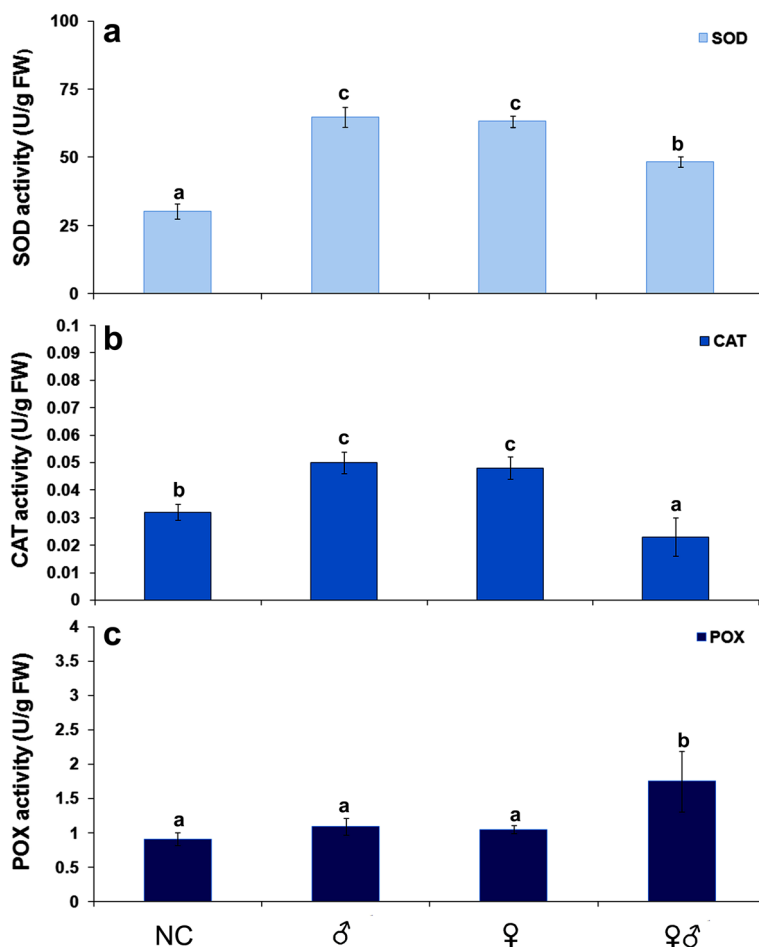 a
SOD
SOD activity (U/g FW)
100
75
50
25
0
a
c
c
b
b
CAT
CAT activity (U/g FW)
0.1
0.09
0.08
0.07
0.06
0.05
0.04
0.03
0.02
0.01
0
b
c
c
a
c
POX
POX activity (U/g FW)
4
3.5
3
2.5
2
1.5
1
0.5
0
a
a
a
b
NC ♂ ♀ ♀♂